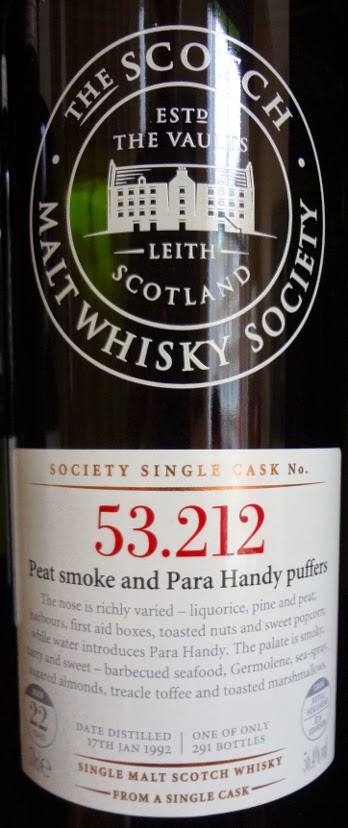 THE SCOTCH
MALT WHISKY SOCIETY
ESTD
THE VAULTS
LEITH
SCOTLAND
SOCIETY SINGLE CASK No.
53.212
Peat smoke and Para Handy puffers
The nose is richly varied – liquorice, pine and peat,
harbours, first aid boxes, toasted nuts and sweet popcorn;
while water introduces Para Handy. The palate is smoky,
tarry and sweet – barbecued seafood, Germolene, sea-spray,
sugared almonds, treacle toffee and toasted marshmallows.
22
YEARS
DATE DISTILLED
17TH JAN 1992
ONE OF ONLY
291 BOTTLES
SINGLE MALT SCOTCH WHISKY
FROM A SINGLE CASK